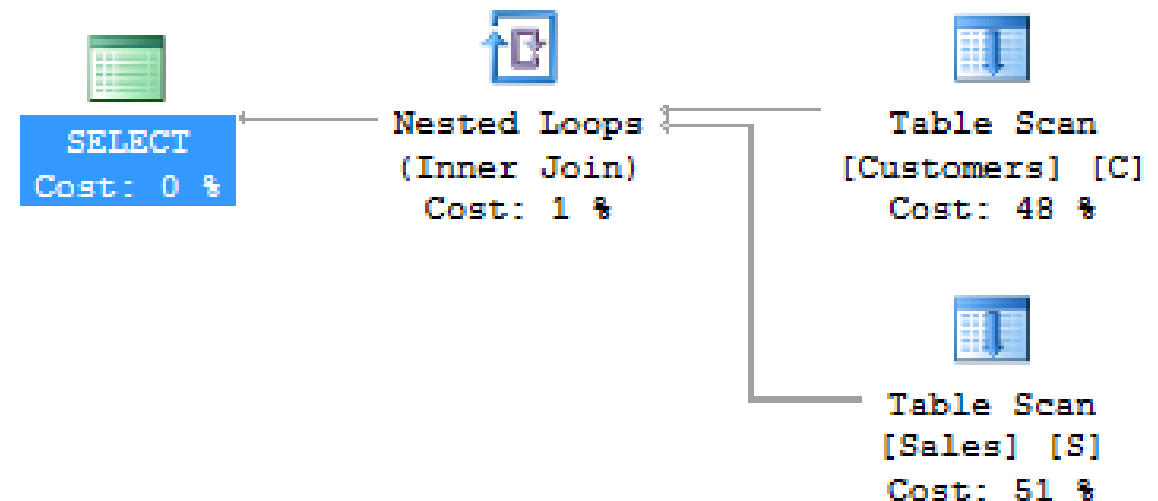 SELECT
Cost: 0 %
Nested Loops
(Inner Join)
Cost: 1 %
Table Scan
[Customers] [C]
Cost: 48 %
Table Scan
[Sales] [S]
Cost: 51 %